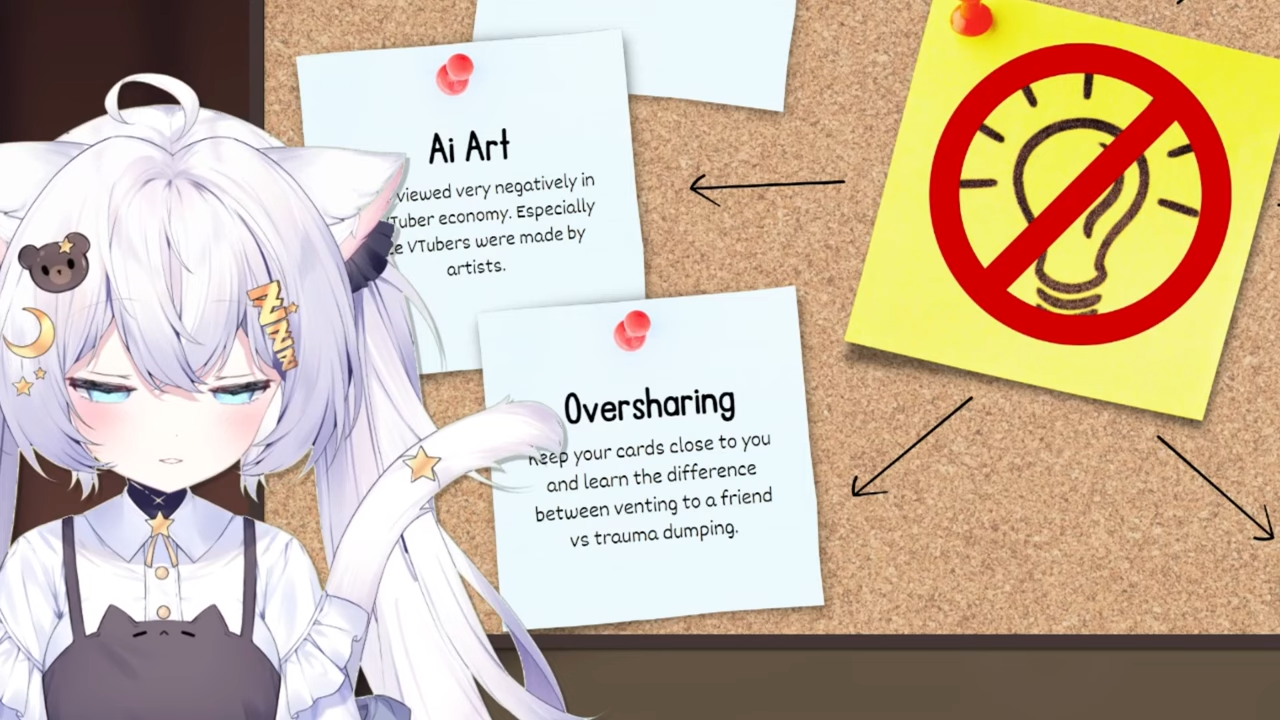 Ai Art
viewed very negatively in
Tuber economy. Especially
VTubers were made by
artists.
Oversharing
Keep your cards close to you
and learn the difference
between venting to a friend
vs trauma dumping.
Zzzz